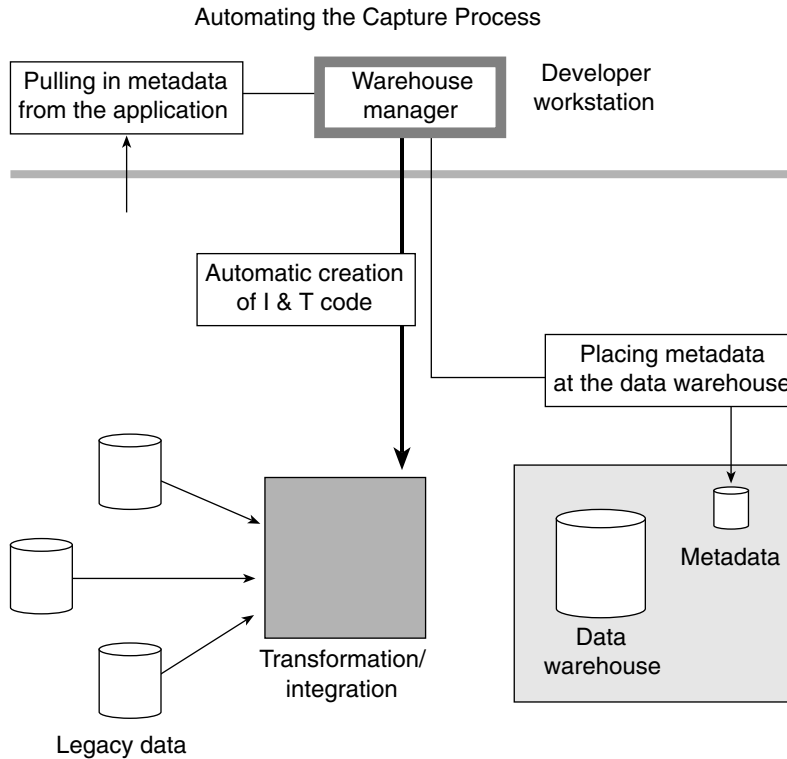 Automating the Capture Process
Pulling in metadata
from the application
Warehouse
manager
Developer
workstation
Automatic creation
of I & T code
Placing metadata
at the data warehouse
Metadata
Data
warehouse
Transformation/
integration
Legacy data